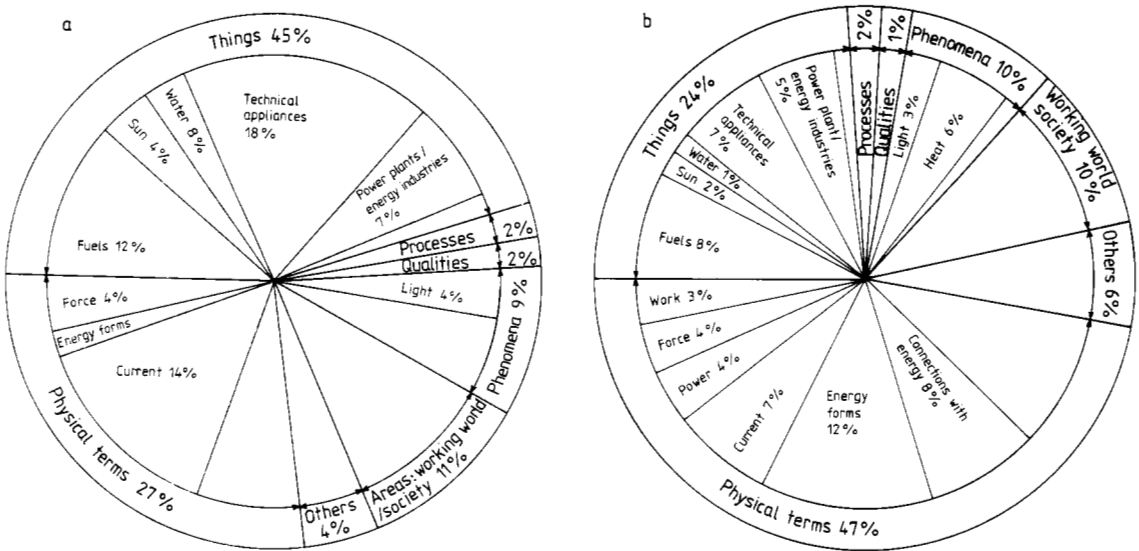 a
Things 45%
Technical
appliances
18%
Water 8%
Sun 4%
Power plants/
energy industries
7%
Fuels 12%
Processes
2%
Qualities
2%
Light 4%
Phenomena 9%
Force 4%
Energy forms
Current 14%
Physical terms 27%
Others
4%
Areas: working world
/society 11%
b
Things 24%
2%
Processes
1%
Qualities
Phenomena 10%
Light 3%
Heat 6%
Working world
society 10%
Others 6%
Power plant/
energy industries
5%
Technical
appliances
7%
Water 1%
Sun 2%
Fuels 8%
Work 3%
Force 4%
Power 4%
Current 7%
Energy
forms
12%
Connections with
energy 8%
Physical terms 47%